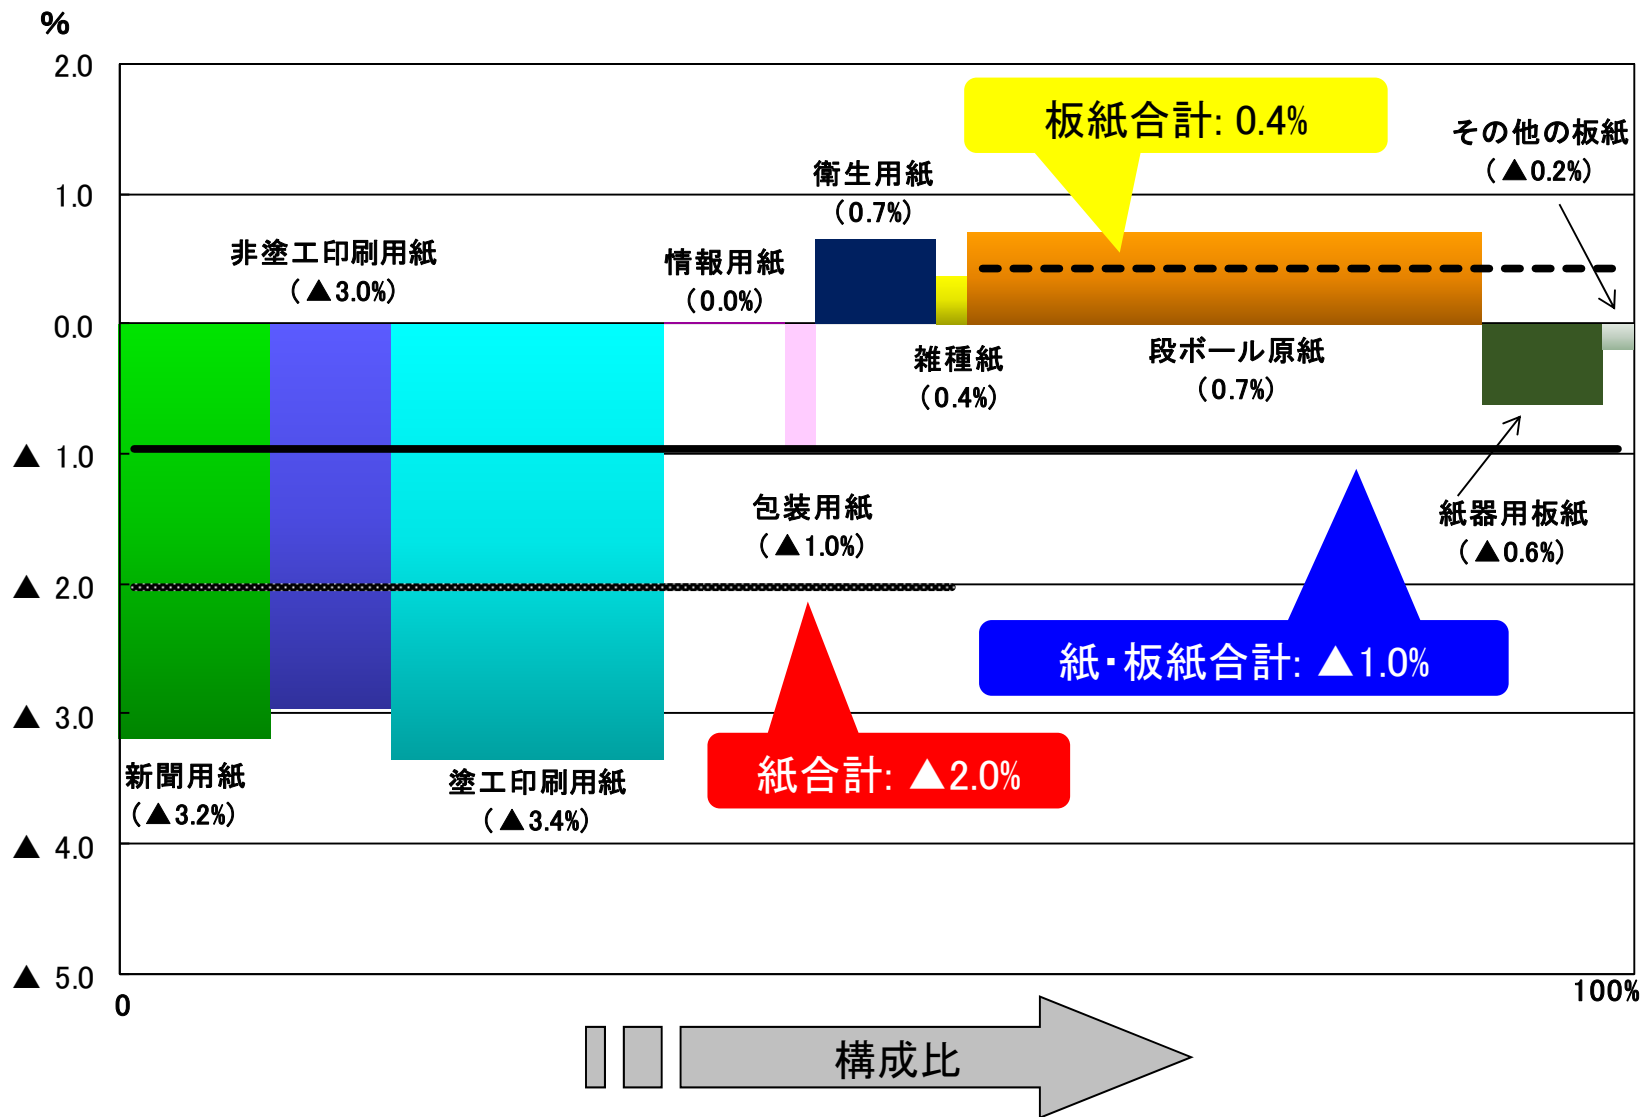 %
2.0
1.0
0.0
▲ 1.0
▲ 2.0
▲ 3.0
▲ 4.0
▲ 5.0
板紙合計: 0.4%
その他の板紙
(▲0.2%)
衛生用紙
(0.7%)
非塗工印刷用紙
(▲3.0%)
情報用紙
(0.0%)
雑種紙
(0.4%)
段ボール原紙
(0.7%)
包装用紙
(▲1.0%)
紙器用板紙
(▲0.6%)
紙・板紙合計: ▲1.0%
紙合計: ▲2.0%
新聞用紙
(▲3.2%)
塗工印刷用紙
(▲3.4%)
0
100%
構成比